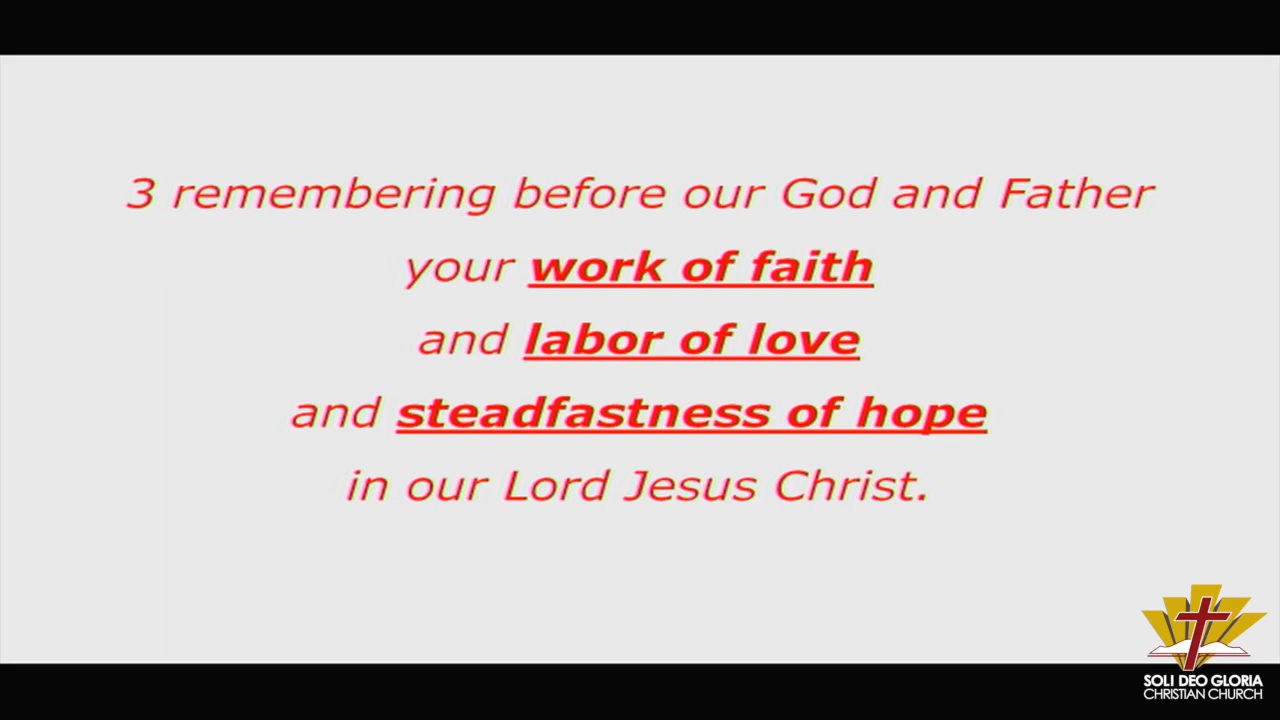 3 remembering before our God and Father
your work of faith
and labor of love
and steadfastness of hope
in our Lord Jesus Christ.
SOLI DEO GLORIA
CHRISTIAN CHURCH